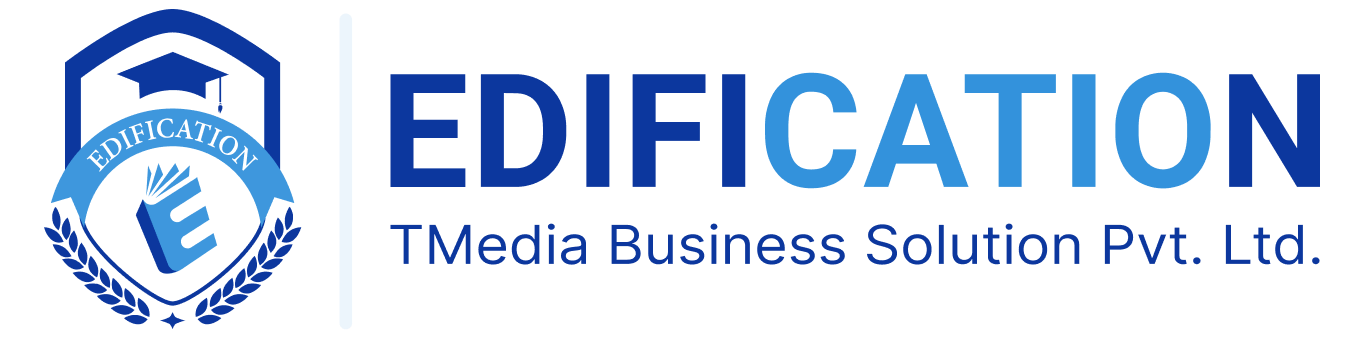 EDIFICATION
EDIFICATION
TMedia Business Solution Pvt. Ltd.